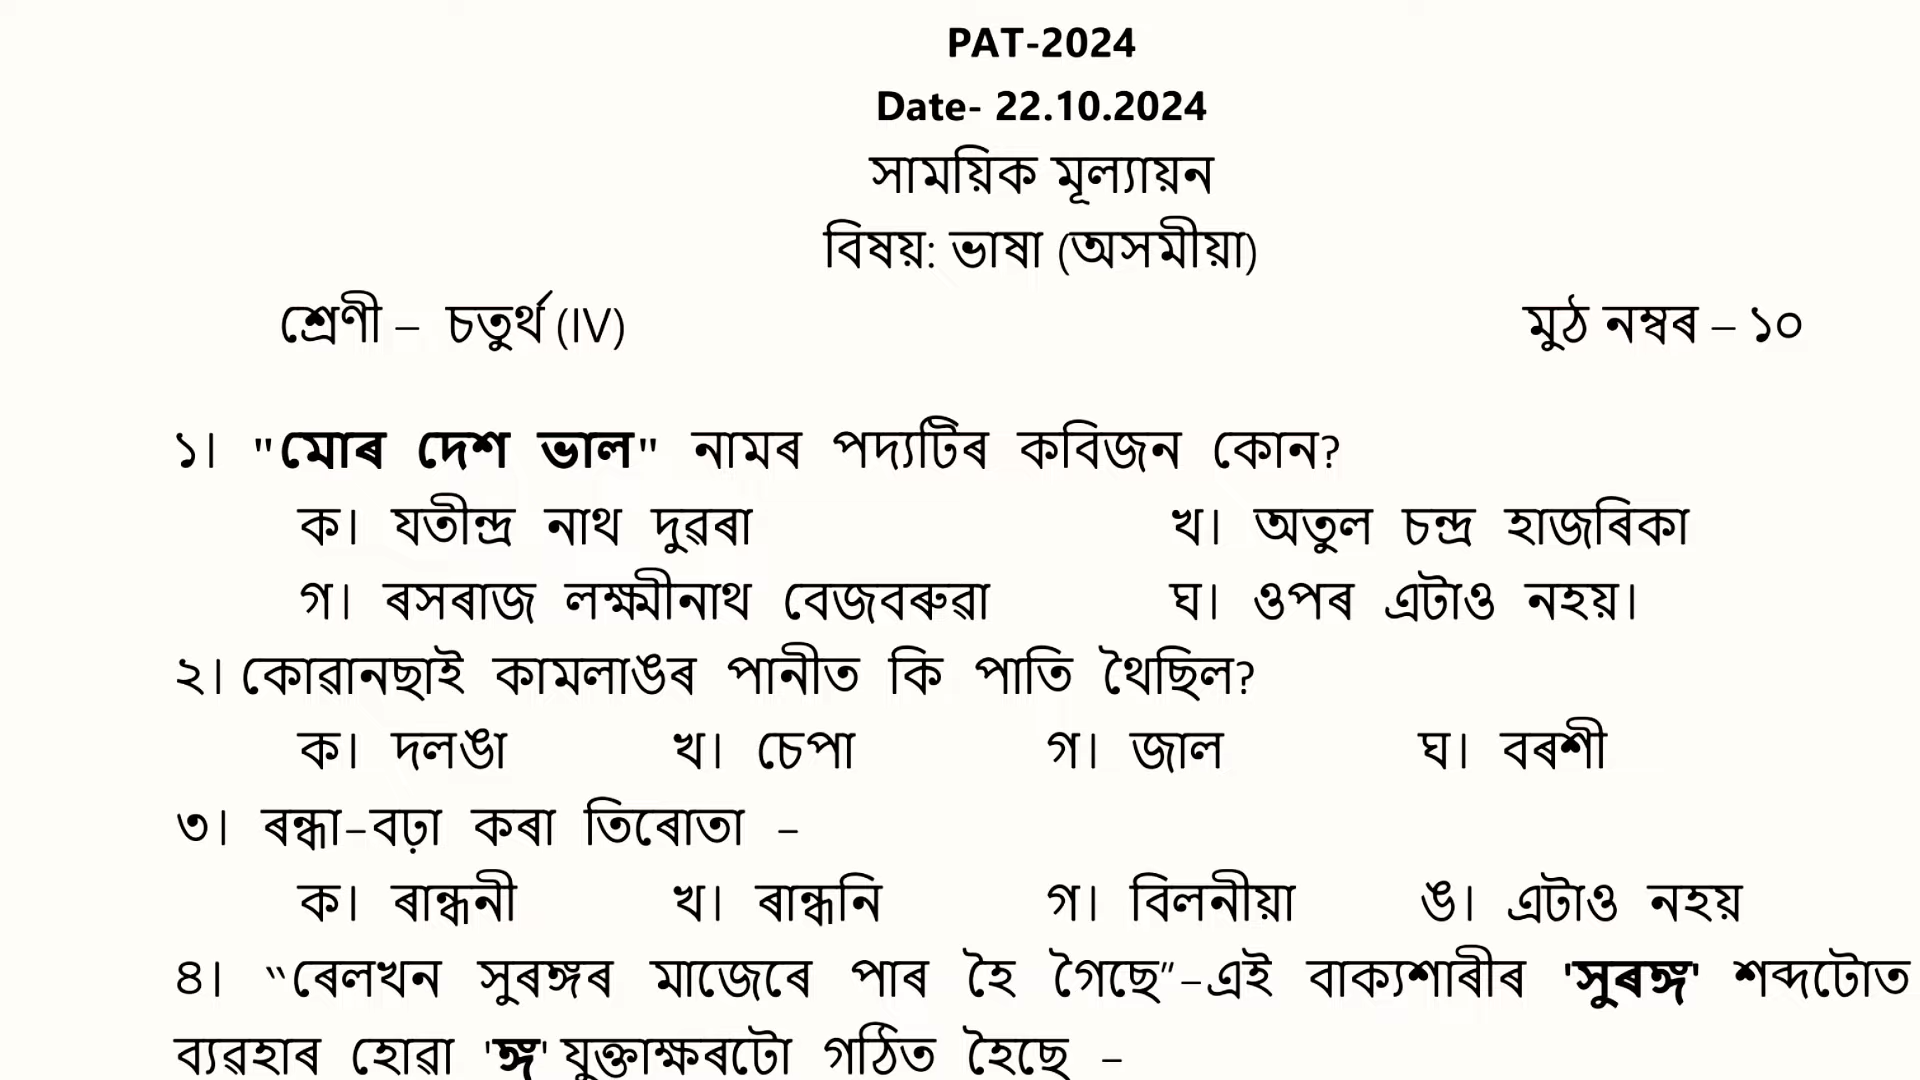 PAT-2024
Date- 22.10.2024
সাময়িক মূল্যায়ন
বিষয়: ভাষা (অসমীয়া)
শ্ৰেণী – চতুৰ্থ (IV) মুঠ নম্বৰ – ১০
১। "মোৰ দেশ ভাল" নামৰ পদ্যটিৰ কবিজন কোন?
ক। যতীন্দ্ৰ নাথ দুৱৰা খ। অতুল চন্দ্ৰ হাজৰিকা
গ। ৰসৰাজ লক্ষ্মীনাথ বেজবৰুৱা ঘ। ওপৰ এটাও নহয়।
২। কোৱানছাই কামলাঙৰ পানীত কি পাতি থৈছিল?
ক। দলঙা খ। চেপা গ। জাল ঘ। বৰশী
৩। ৰন্ধা-বঢ়া কৰা তিৰোতা –
ক। ৰান্ধনী খ। ৰান্ধনি গ। বিলনীয়া ঙ। এটাও নহয়
৪। “ৰেলখন সুৰঙ্গৰ মাজেৰে পাৰ হৈ গৈছে”-এই বাক্যশাৰীৰ 'সুৰঙ্গ' শব্দটোত
ব্যৱহাৰ হোৱা 'ঙ্গ' যুক্তাক্ষৰটো গঠিত হৈছে –